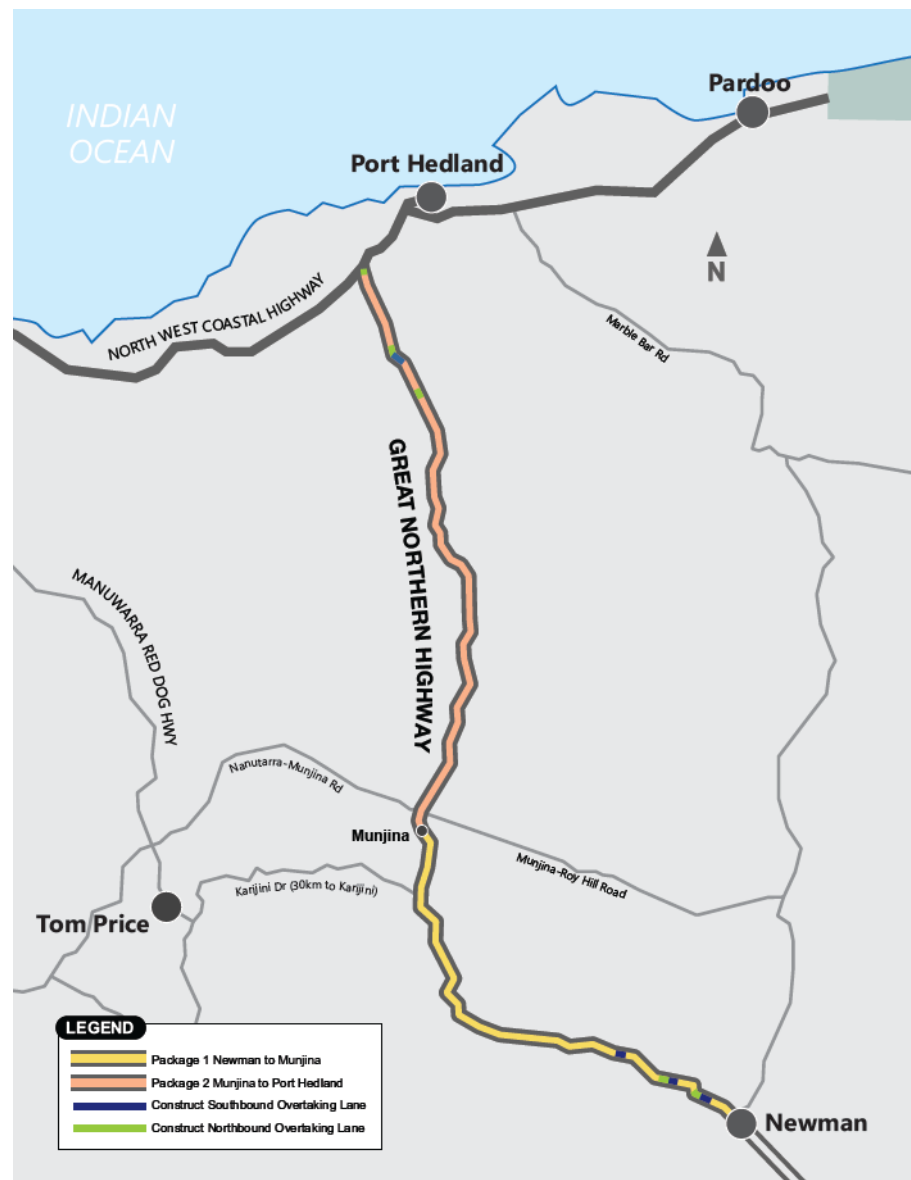 INDIAN
OCEAN
Pardoo
Port Hedland
N
NORTH WEST COASTAL HIGHWAY
Marble Bar Rd
GREAT NORTHERN HIGHWAY
MANUWARRA RED DOG HWY
Nanutarra-Munjina Rd
Munjina
Munjina-Roy Hill Road
Karijini Dr (30km to Karijini)
Tom Price
Newman
LEGEND
Package 1 Newman to Munjina
Package 2 Munjina to Port Hedland
Construct Southbound Overtaking Lane
Construct Northbound Overtaking Lane